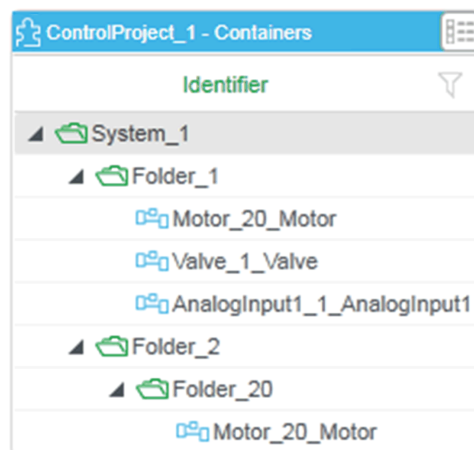 ControlProject_1 - Containers
Identifier
System_1
Folder_1
Motor_20_Motor
Valve_1_Valve
AnalogInput1_1_AnalogInput1
Folder_2
Folder_20
Motor_20_Motor